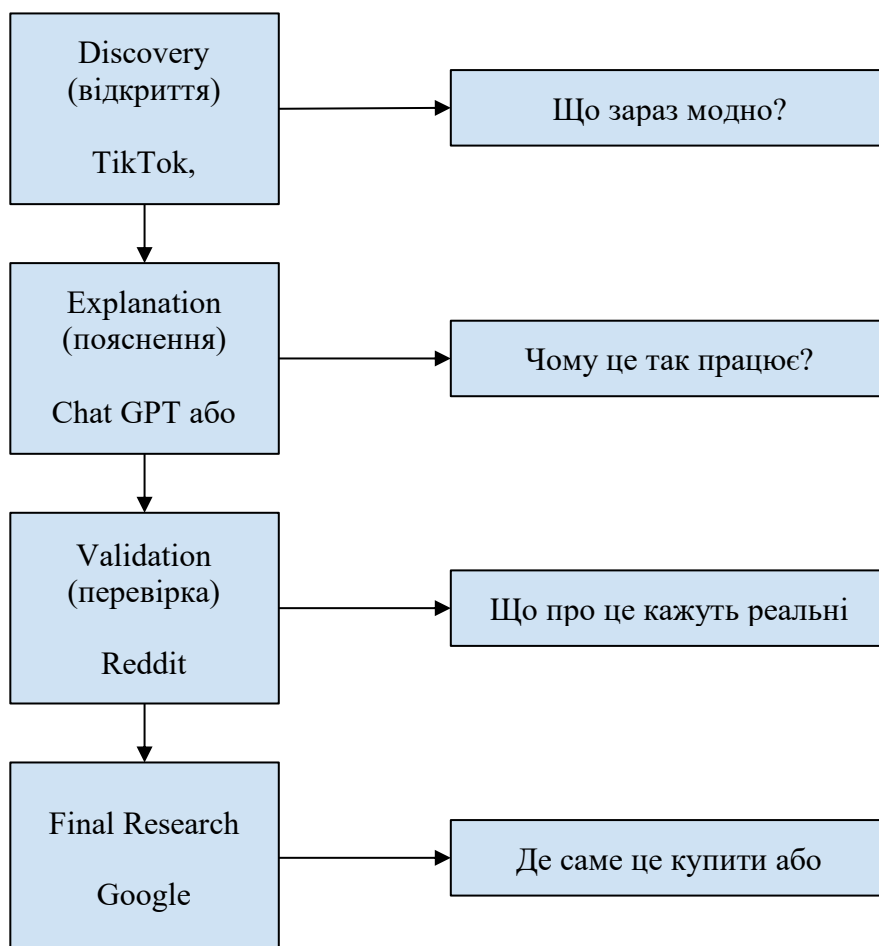 Discovery
(відкриття)
TikTok,
Що зараз модно?
Explanation
(пояснення)
Chat GPT або
Чому це так працює?
Validation
(перевірка)
Reddit
Що про це кажуть реальні
Final Research
Google
Де саме це купити або